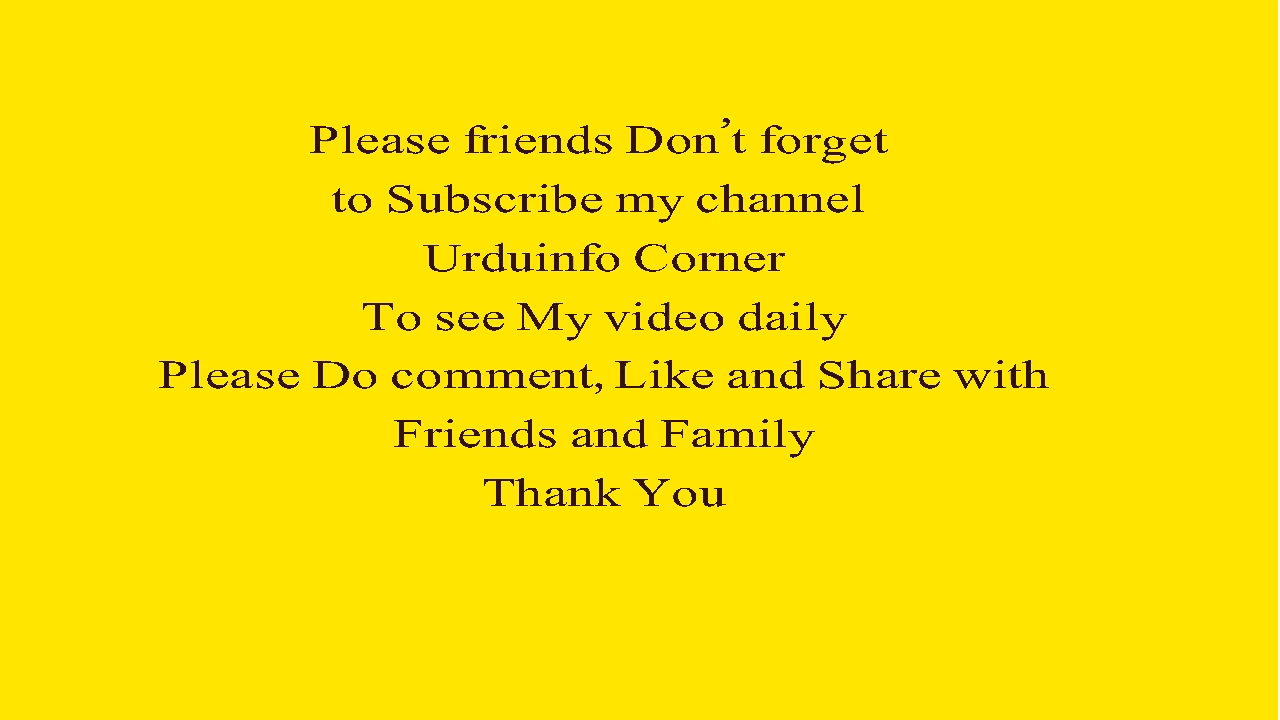 Please friends Don’t forget
to Subscribe my channel
Urduinfo Corner
To see My video daily
Please Do comment, Like and Share with
Friends and Family
Thank You